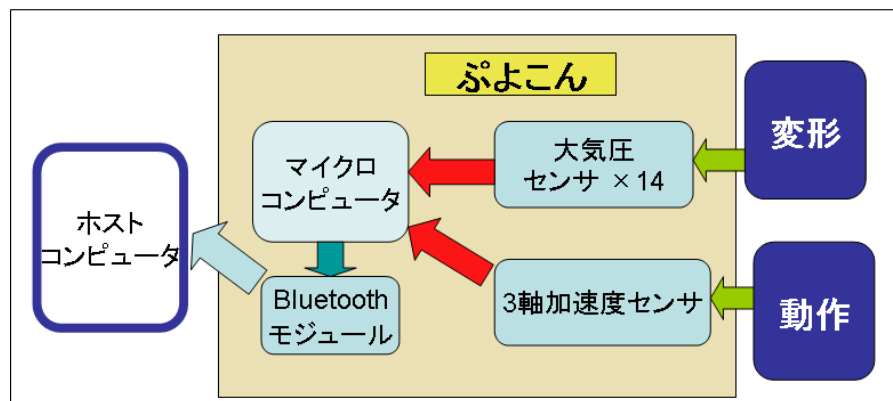 ぷよこん
変形
大気圧
センサ ×14
マイクロ
コンピュータ
ホスト
コンピュータ
Bluetooth
モジュール
3軸加速度センサ
動作